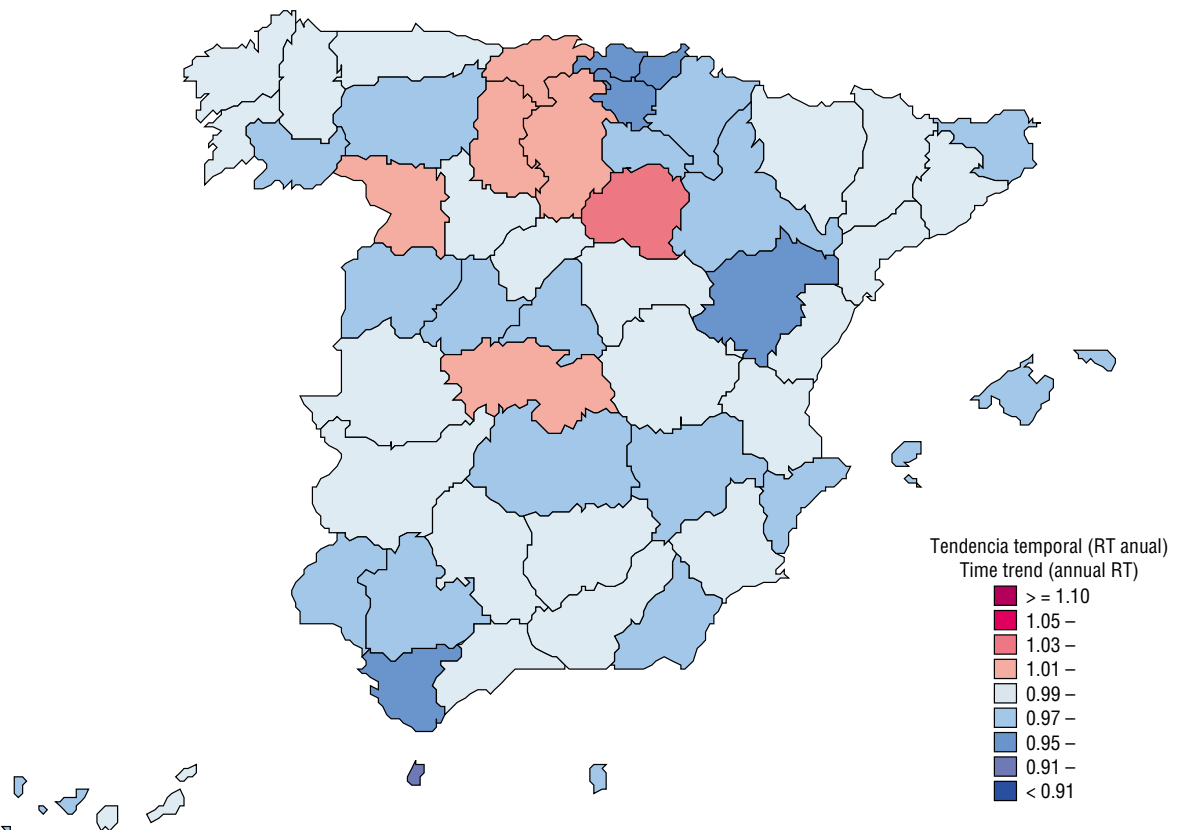 Tendencia temporal (RT anual)
Time trend (annual RT)
> = 1.10
1.05 –
1.03 –
1.01 –
0.99 –
0.97 –
0.95 –
0.91 –
< 0.91